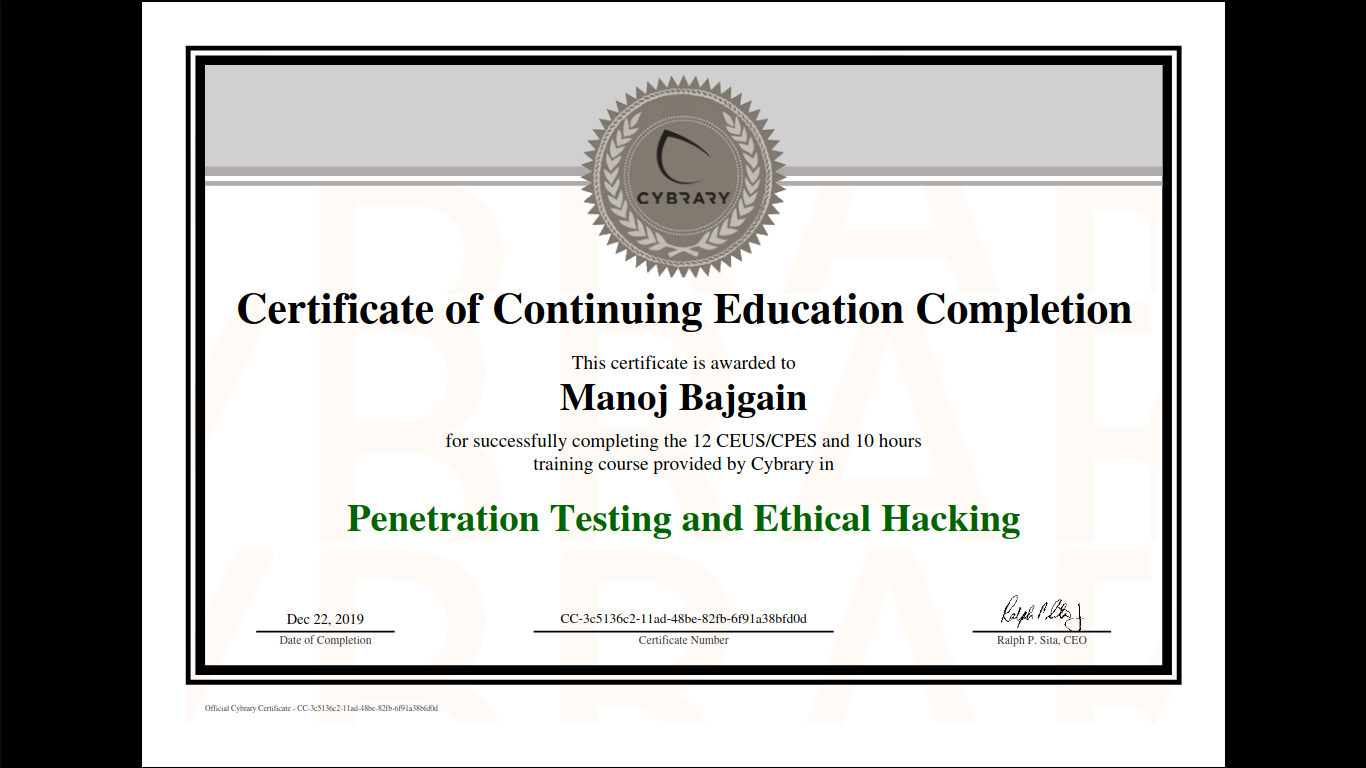 CYBRARY
Certificate of Continuing Education Completion
This certificate is awarded to
Manoj Bajgain
for successfully completing the 12 CEUS/CPES and 10 hours
training course provided by Cybrary in
Penetration Testing and Ethical Hacking
Dec 22, 2019
Date of Completion
CC-3c5136c2-11ad-48be-82fb-6f91a38bfd0d
Certificate Number
Ralph P. Sita, CEO
Official Cybrary Certificate - CC-3c5136c2-11ad-48be-82fb-6f91a38bfd0d